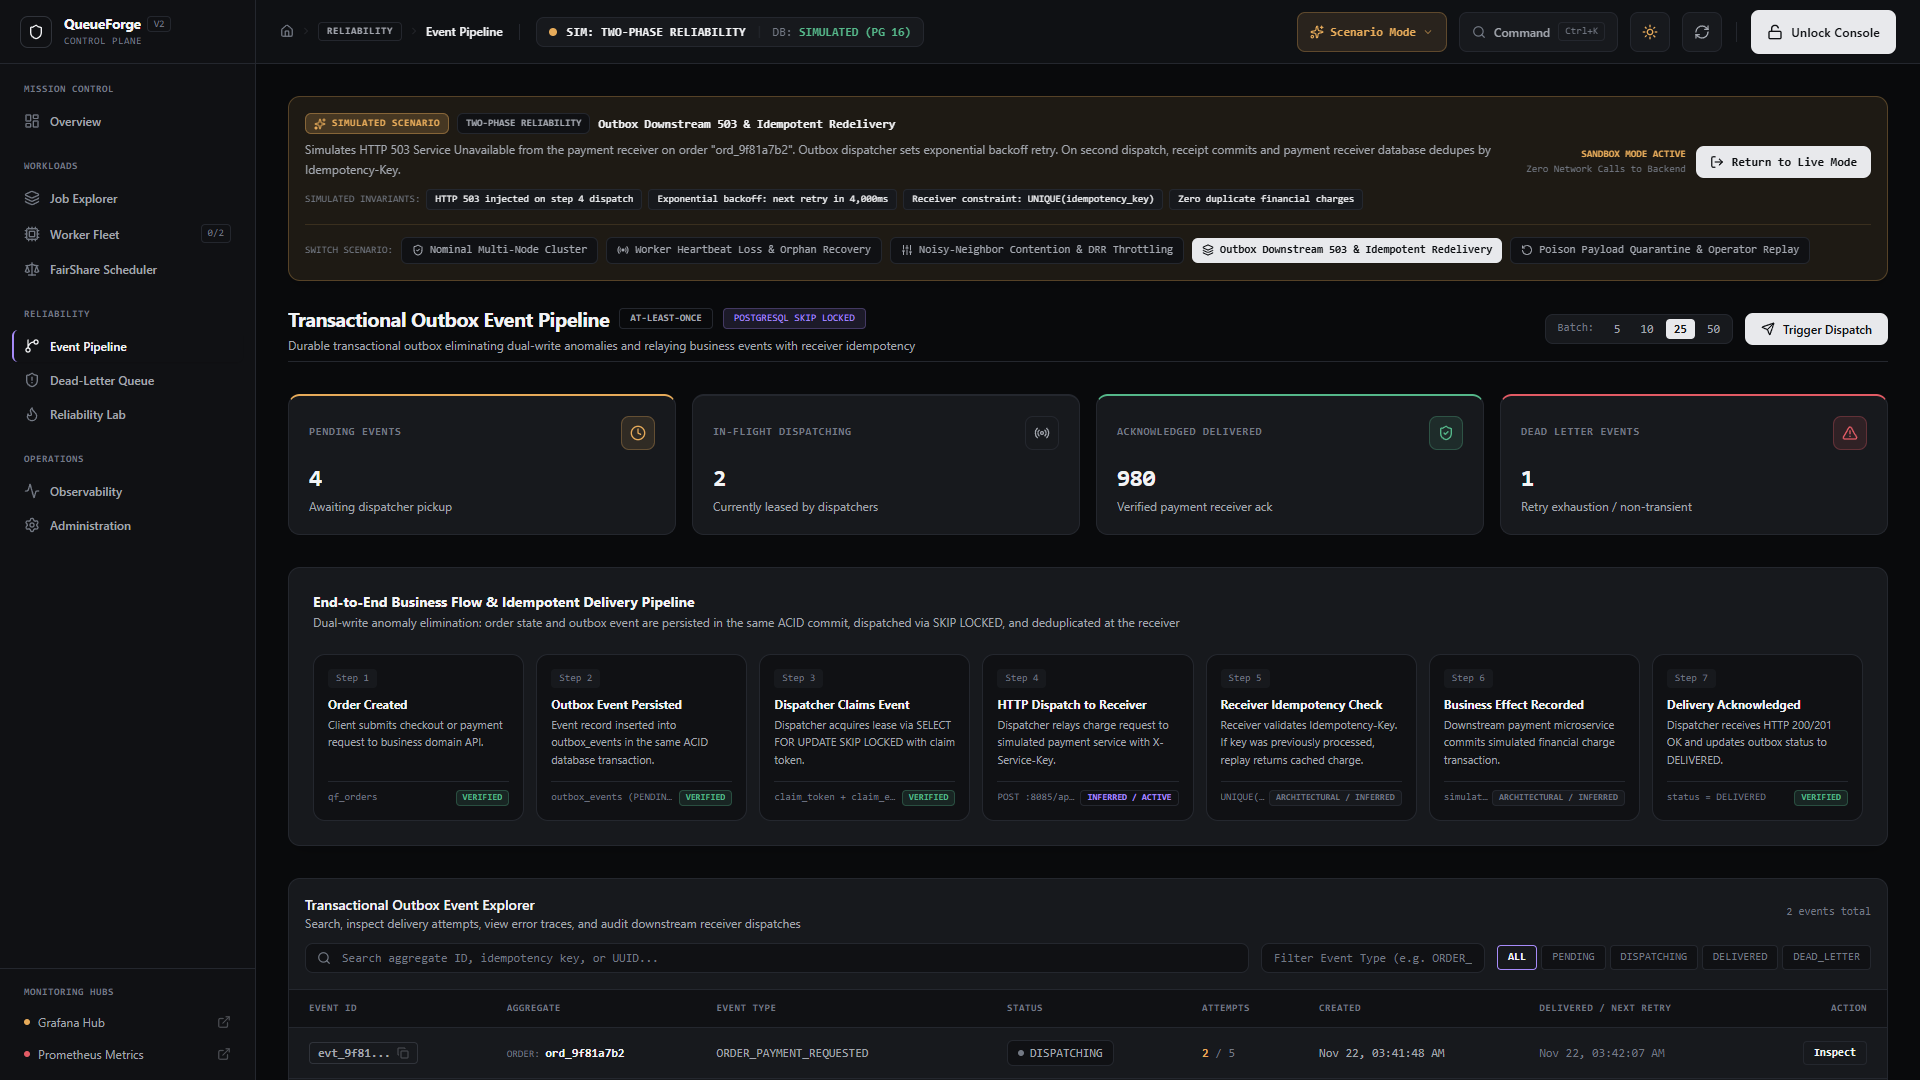 QueueForge V2
CONTROL PLANE
RELIABILITY
Event Pipeline
SIM: TWO-PHASE RELIABILITY
DB: SIMULATED (PG 16)
Scenario Mode
Command Ctrl+K
Unlock Console
MISSION CONTROL
Overview
WORKLOADS
Job Explorer
Worker Fleet 0/2
FairShare Scheduler
RELIABILITY
Event Pipeline
Dead-Letter Queue
Reliability Lab
OPERATIONS
Observability
Administration
MONITORING HUBS
Grafana Hub
Prometheus Metrics
SIMULATED SCENARIO TWO-PHASE RELIABILITY Outbox Downstream 503 & Idempotent Redelivery
Simulates HTTP 503 Service Unavailable from the payment receiver on order "ord_9f81a7b2". Outbox dispatcher sets exponential backoff retry. On second dispatch, receipt commits and payment receiver database dedupes by
Idempotency-Key.
SIMULATED INVARIANTS: HTTP 503 injected on step 4 dispatch Exponential backoff: next retry in 4,000ms Receiver constraint: UNIQUE(idempotency_key) Zero duplicate financial charges
SANDBOX MODE ACTIVE
Zero Network Calls to Backend
Return to Live Mode
SWITCH SCENARIO: Nominal Multi-Node Cluster Worker Heartbeat Loss & Orphan Recovery Noisy-Neighbor Contention & DRR Throttling Outbox Downstream 503 & Idempotent Redelivery Poison Payload Quarantine & Operator Replay
Transactional Outbox Event Pipeline AT-LEAST-ONCE POSTGRESQL SKIP LOCKED
Durable transactional outbox eliminating dual-write anomalies and relaying business events with receiver idempotency
Batch: 5 10 25 50
Trigger Dispatch
PENDING EVENTS
4
Awaiting dispatcher pickup
IN-FLIGHT DISPATCHING
2
Currently leased by dispatchers
ACKNOWLEDGED DELIVERED
980
Verified payment receiver ack
DEAD LETTER EVENTS
1
Retry exhaustion / non-transient
End-to-End Business Flow & Idempotent Delivery Pipeline
Dual-write anomaly elimination: order state and outbox event are persisted in the same ACID commit, dispatched via SKIP LOCKED, and deduplicated at the receiver
Step 1
Order Created
Client submits checkout or payment
request to business domain API.
qf_orders VERIFIED
Step 2
Outbox Event Persisted
Event record inserted into
outbox_events in the same ACID
database transaction.
outbox_events (PENDIN… VERIFIED
Step 3
Dispatcher Claims Event
Dispatcher acquires lease via SELECT
FOR UPDATE SKIP LOCKED with claim
token.
claim_token + claim_e… VERIFIED
Step 4
HTTP Dispatch to Receiver
Dispatcher relays charge request to
simulated payment service with X-
Service-Key.
POST :8085/ap… INFERRED / ACTIVE
Step 5
Receiver Idempotency Check
Receiver validates Idempotency-Key.
If key was previously processed,
replay returns cached charge.
UNIQUE(… ARCHITECTURAL / INFERRED
Step 6
Business Effect Recorded
Downstream payment microservice
commits simulated financial charge
transaction.
simulat… ARCHITECTURAL / INFERRED
Step 7
Delivery Acknowledged
Dispatcher receives HTTP 200/201
OK and updates outbox status to
DELIVERED.
status = DELIVERED VERIFIED
Transactional Outbox Event Explorer
Search, inspect delivery attempts, view error traces, and audit downstream receiver dispatches
2 events total
Search aggregate ID, idempotency key, or UUID...
Filter Event Type (e.g. ORDER_
ALL PENDING DISPATCHING DELIVERED DEAD_LETTER
EVENT ID AGGREGATE EVENT TYPE STATUS ATTEMPTS CREATED DELIVERED / NEXT RETRY ACTION
evt_9f81... ORDER: ord_9f81a7b2 ORDER_PAYMENT_REQUESTED DISPATCHING 2 / 5 Nov 22, 03:41:48 AM Nov 22, 03:42:07 AM Inspect